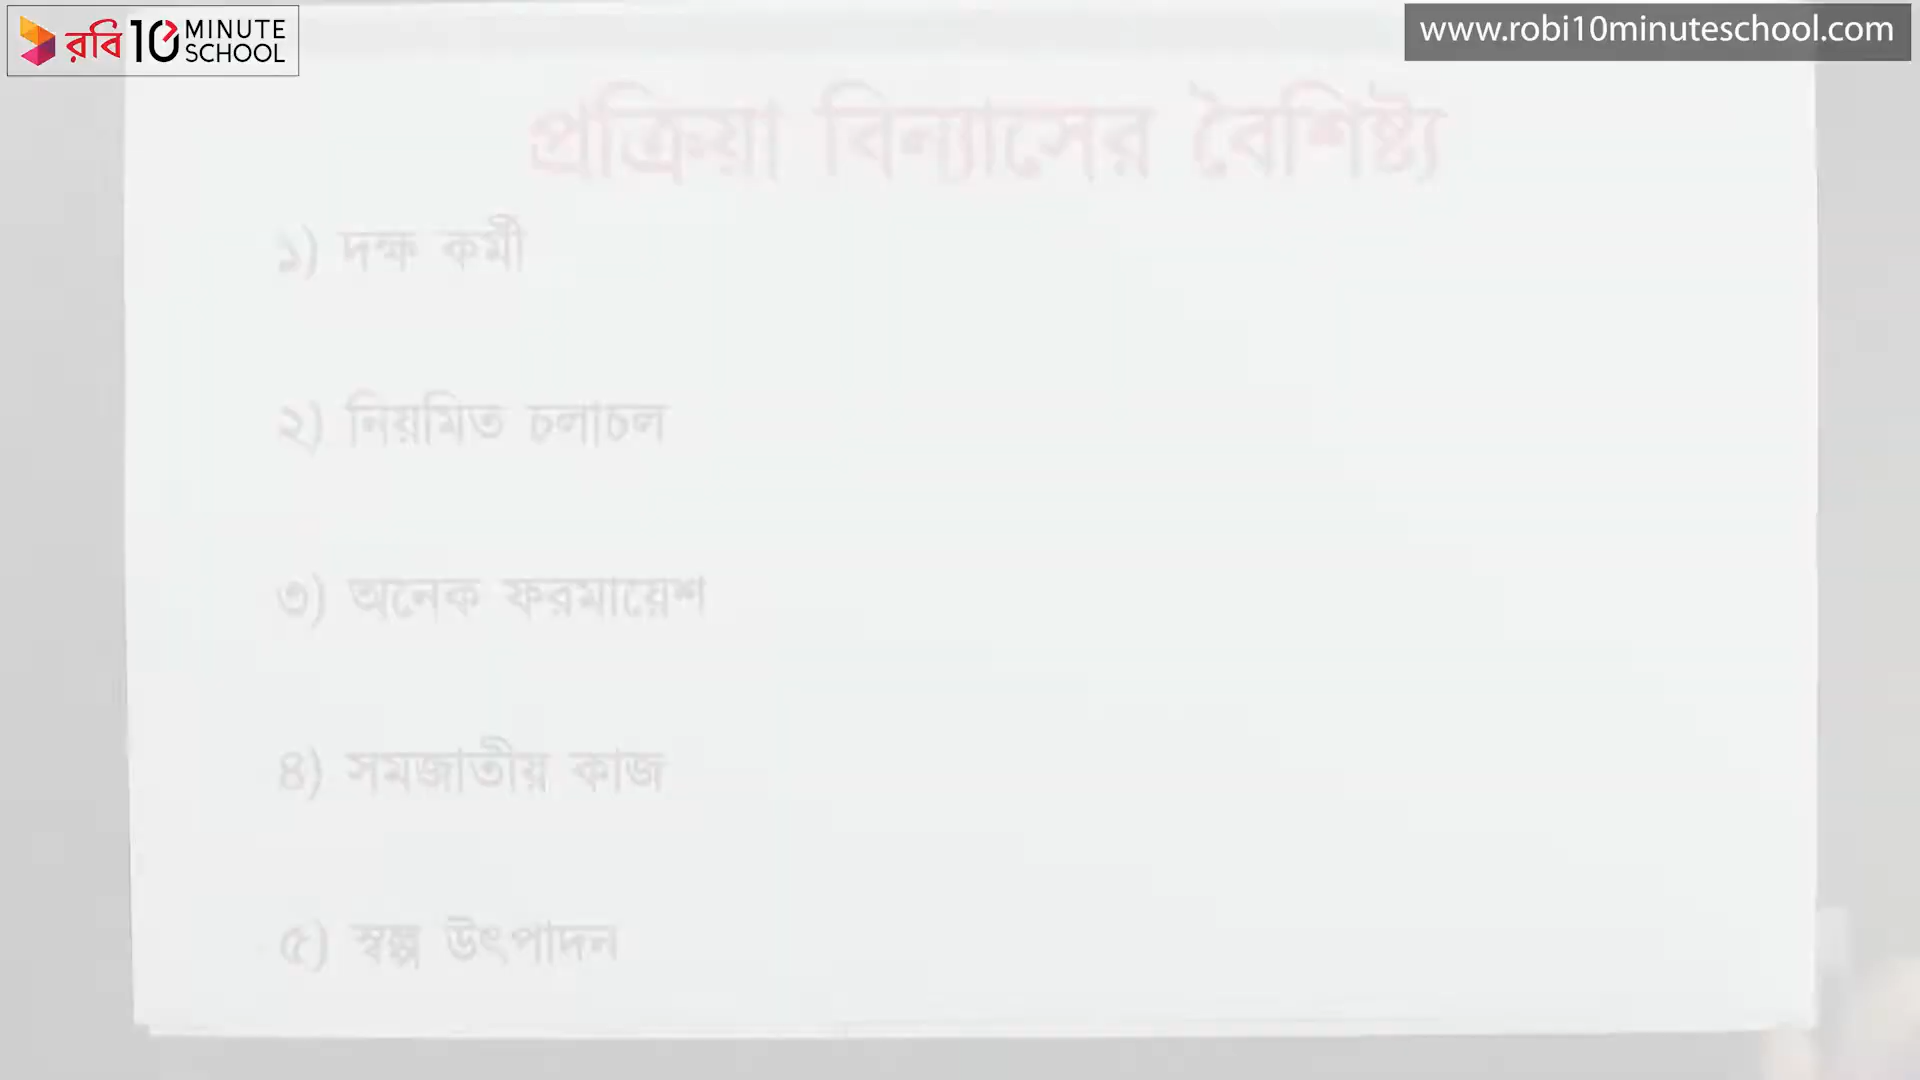 রবি 10 MINUTE SCHOOL
www.robi10minuteschool.com
প্রক্রিয়া বিন্যাসের বৈশিষ্ট্য
১) দক্ষ কর্মী
২) নিয়মিত চলাচল
৩) অনেক ফরমায়েশ
৪) সমজাতীয় কাজ
৫) স্বল্প উৎপাদন